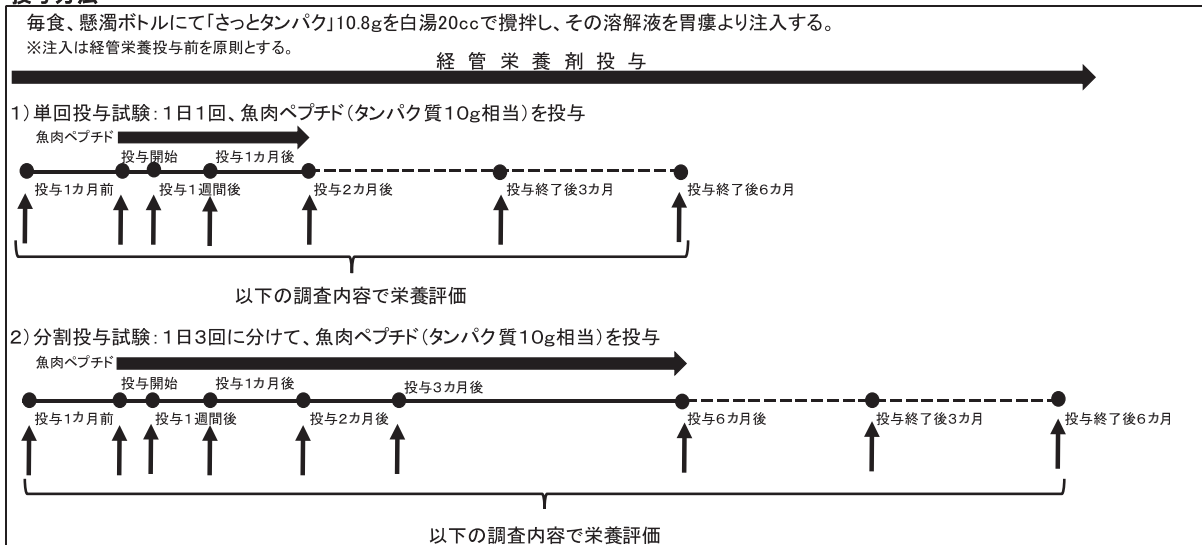 毎食、懸濁ボトルにて「さっとタンパク」10.8gを白湯20ccで攪拌し、その溶解液を胃瘻より注入する。
※注入は経管栄養投与前を原則とする。
経管栄養剤投与
1)単回投与試験:1日1回、魚肉ペプチド(タンパク質10g相当)を投与
魚肉ペプチド
投与開始 投与1カ月後
投与1カ月前 投与1週間後 投与2カ月後 投与終了後3カ月 投与終了後6カ月
以下の調査内容で栄養評価
2)分割投与試験:1日3回に分けて、魚肉ペプチド(タンパク質10g相当)を投与
魚肉ペプチド
投与開始 投与1カ月後 投与3カ月後
投与1カ月前 投与1週間後 投与2カ月後 投与6カ月後 投与終了後3カ月 投与終了後6カ月
以下の調査内容で栄養評価